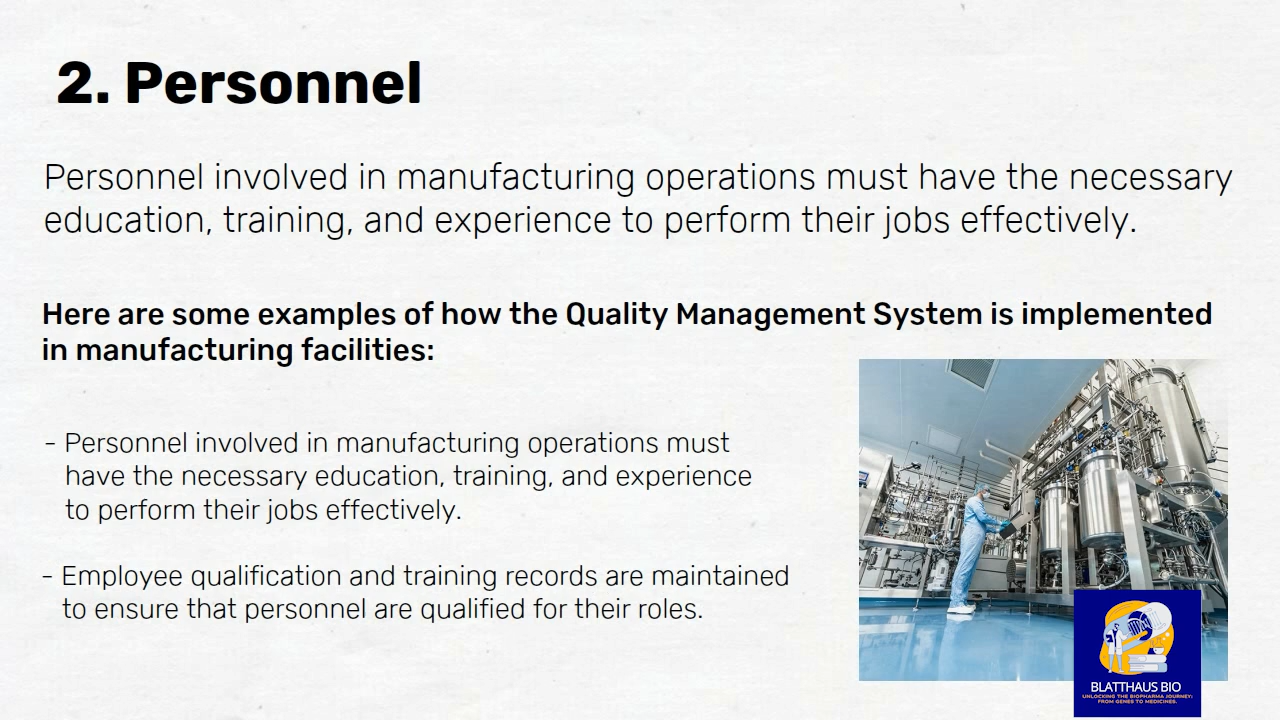 2. Personnel
Personnel involved in manufacturing operations must have the necessary
education, training, and experience to perform their jobs effectively.
Here are some examples of how the Quality Management System is implemented
in manufacturing facilities:
- Personnel involved in manufacturing operations must
have the necessary education, training, and experience
to perform their jobs effectively.
- Employee qualification and training records are maintained
to ensure that personnel are qualified for their roles.
BLATTHAUS BIO
UNLOCKING THE BIOPHARMA JOURNEY:
FROM GENES TO MEDICINES.